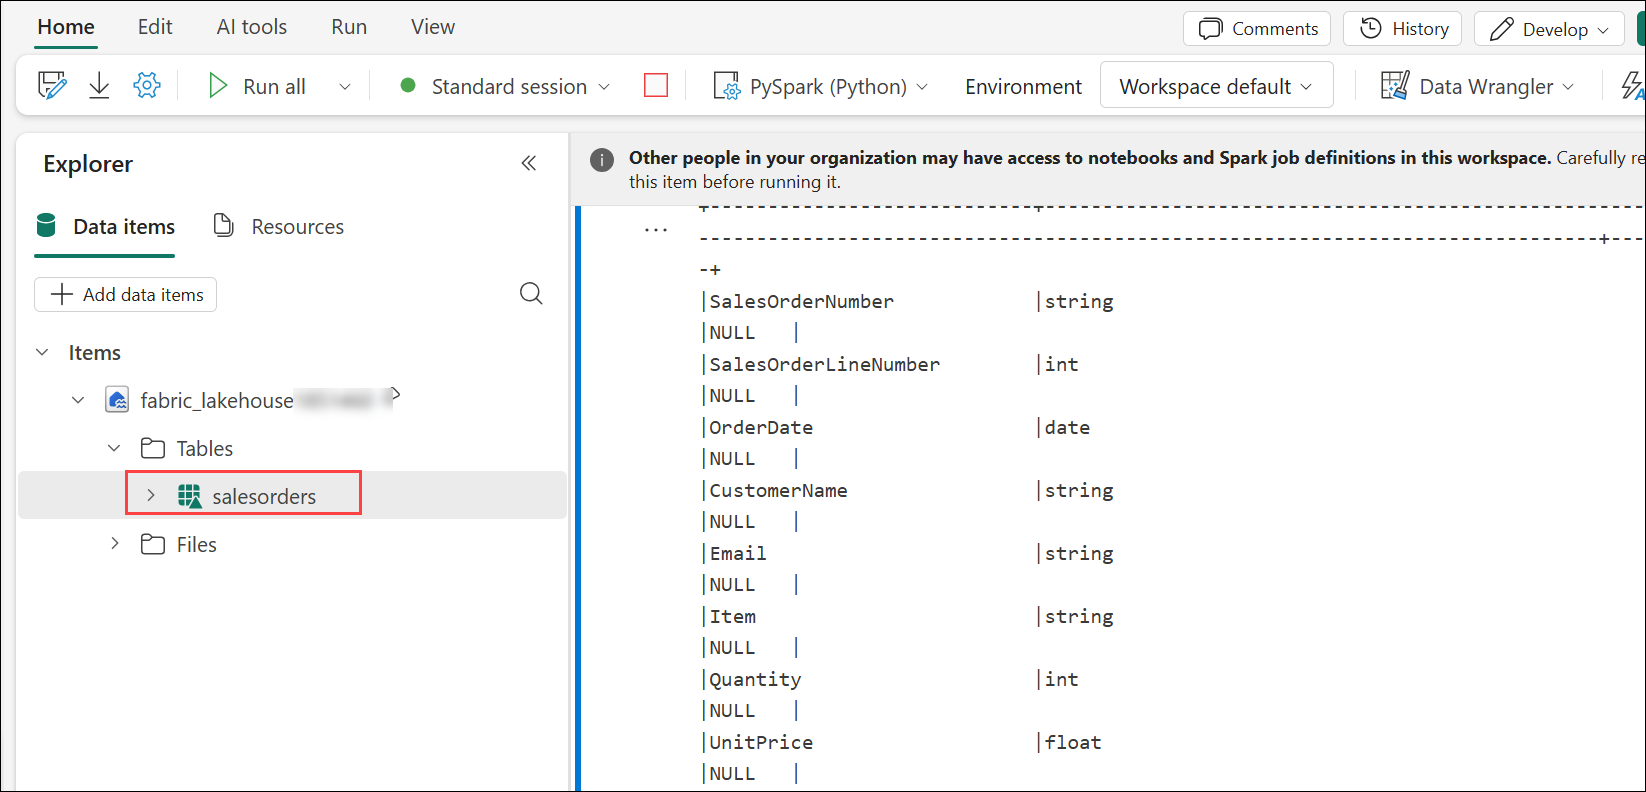 Home Edit AI tools Run View Comments History Develop
Run all Standard session PySpark (Python) Environment Workspace default Data Wrangler
Explorer
Data items Resources
Add data items
Items
fabric_lakehouse
Tables
salesorders
Files
Other people in your organization may have access to notebooks and Spark job definitions in this workspace. Carefully re
this item before running it.
...
-+
|SalesOrderNumber |string
|NULL |
|SalesOrderLineNumber |int
|NULL |
|OrderDate |date
|NULL |
|CustomerName |string
|NULL |
|Email |string
|NULL |
|Item |string
|NULL |
|Quantity |int
|NULL |
|UnitPrice |float
|NULL |